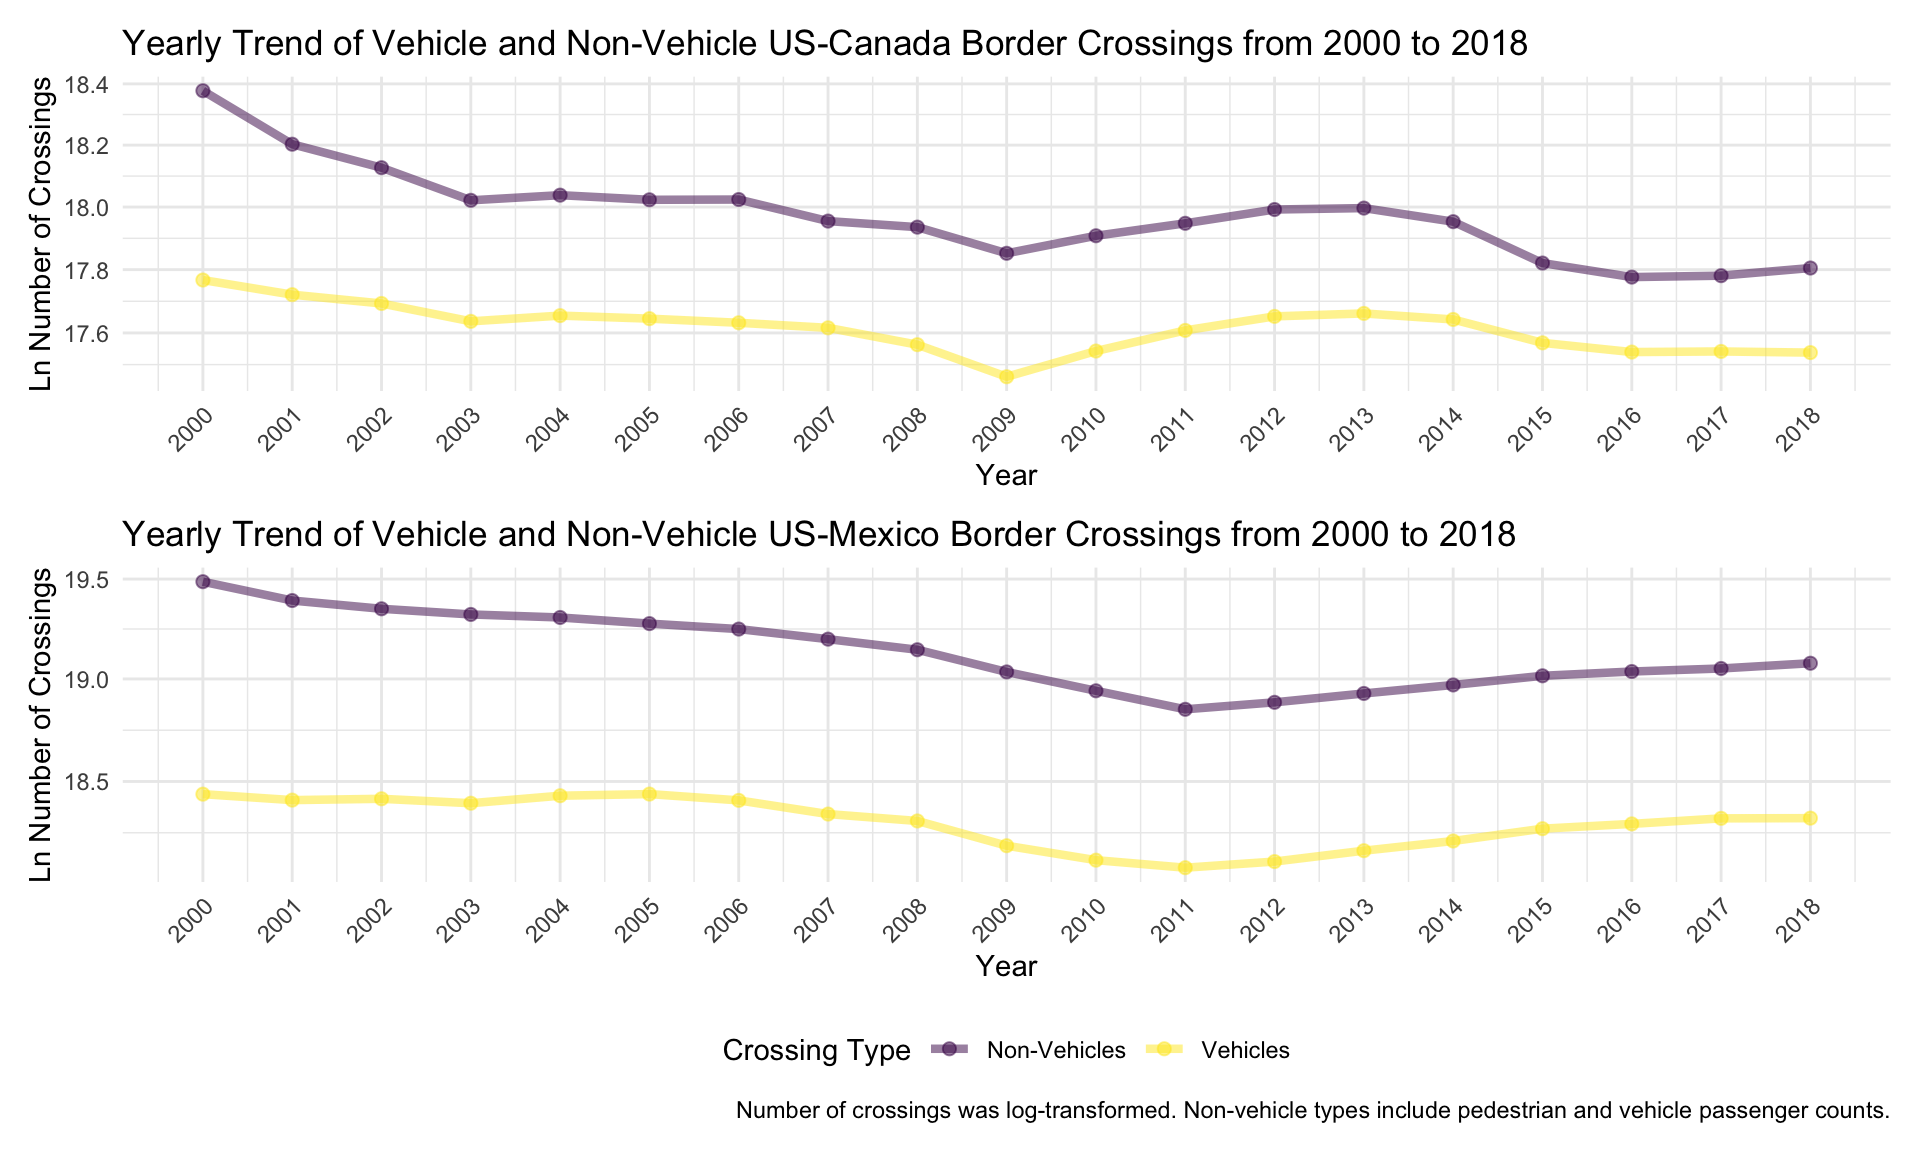 Yearly Trend of Vehicle and Non-Vehicle US-Canada Border Crossings from 2000 to 2018
Ln Number of Crossings
18.4
18.2
18.0
17.8
17.6
2000 2001 2002 2003 2004 2005 2006 2007 2008 2009 2010 2011 2012 2013 2014 2015 2016 2017 2018
Year
Yearly Trend of Vehicle and Non-Vehicle US-Mexico Border Crossings from 2000 to 2018
Ln Number of Crossings
19.5
19.0
18.5
2000 2001 2002 2003 2004 2005 2006 2007 2008 2009 2010 2011 2012 2013 2014 2015 2016 2017 2018
Year
Crossing Type Non-Vehicles Vehicles
Number of crossings was log-transformed. Non-vehicle types include pedestrian and vehicle passenger counts.